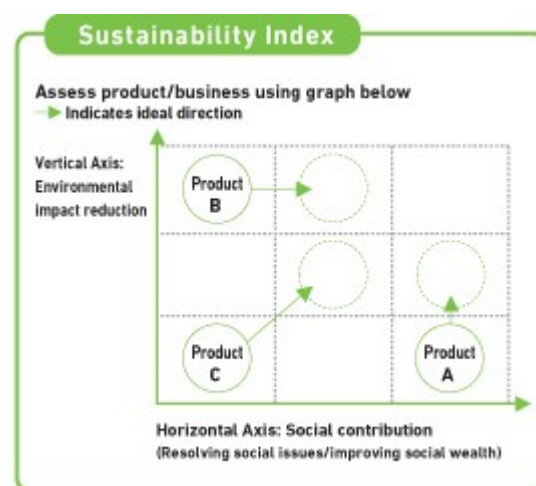 Sustainability Index
Assess product/business using graph below
Indicates ideal direction
Vertical Axis:
Environmental
impact reduction
Product
B
Product
C
Product
A
Horizontal Axis: Social contribution
(Resolving social issues/improving social wealth)